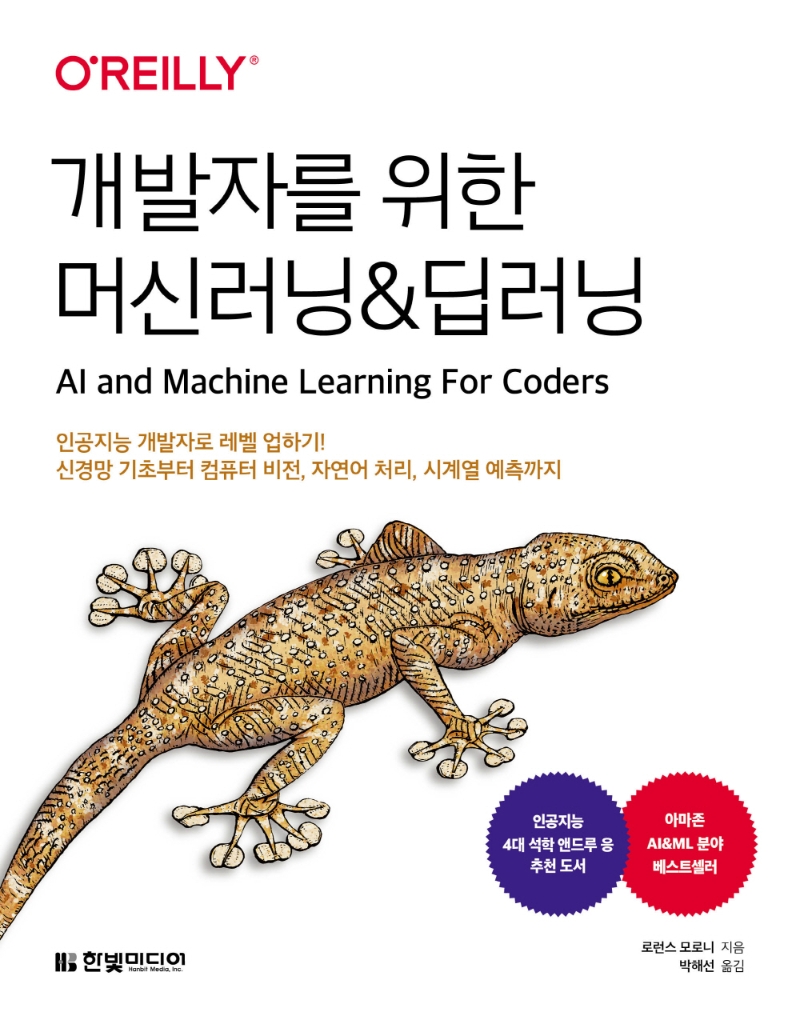 O'REILLY®
개발자를 위한
머신러닝&딥러닝
AI and Machine Learning For Coders
인공지능 개발자로 레벨 업하기!
신경망 기초부터 컴퓨터 비전, 자연어 처리, 시계열 예측까지
인공지능
4대 석학 앤드루 응
추천 도서
아마존
AI&ML 분야
베스트셀러
로런스 모로니 지음
박해선 옮김
한빛미디어
Hanbit Media, Inc.